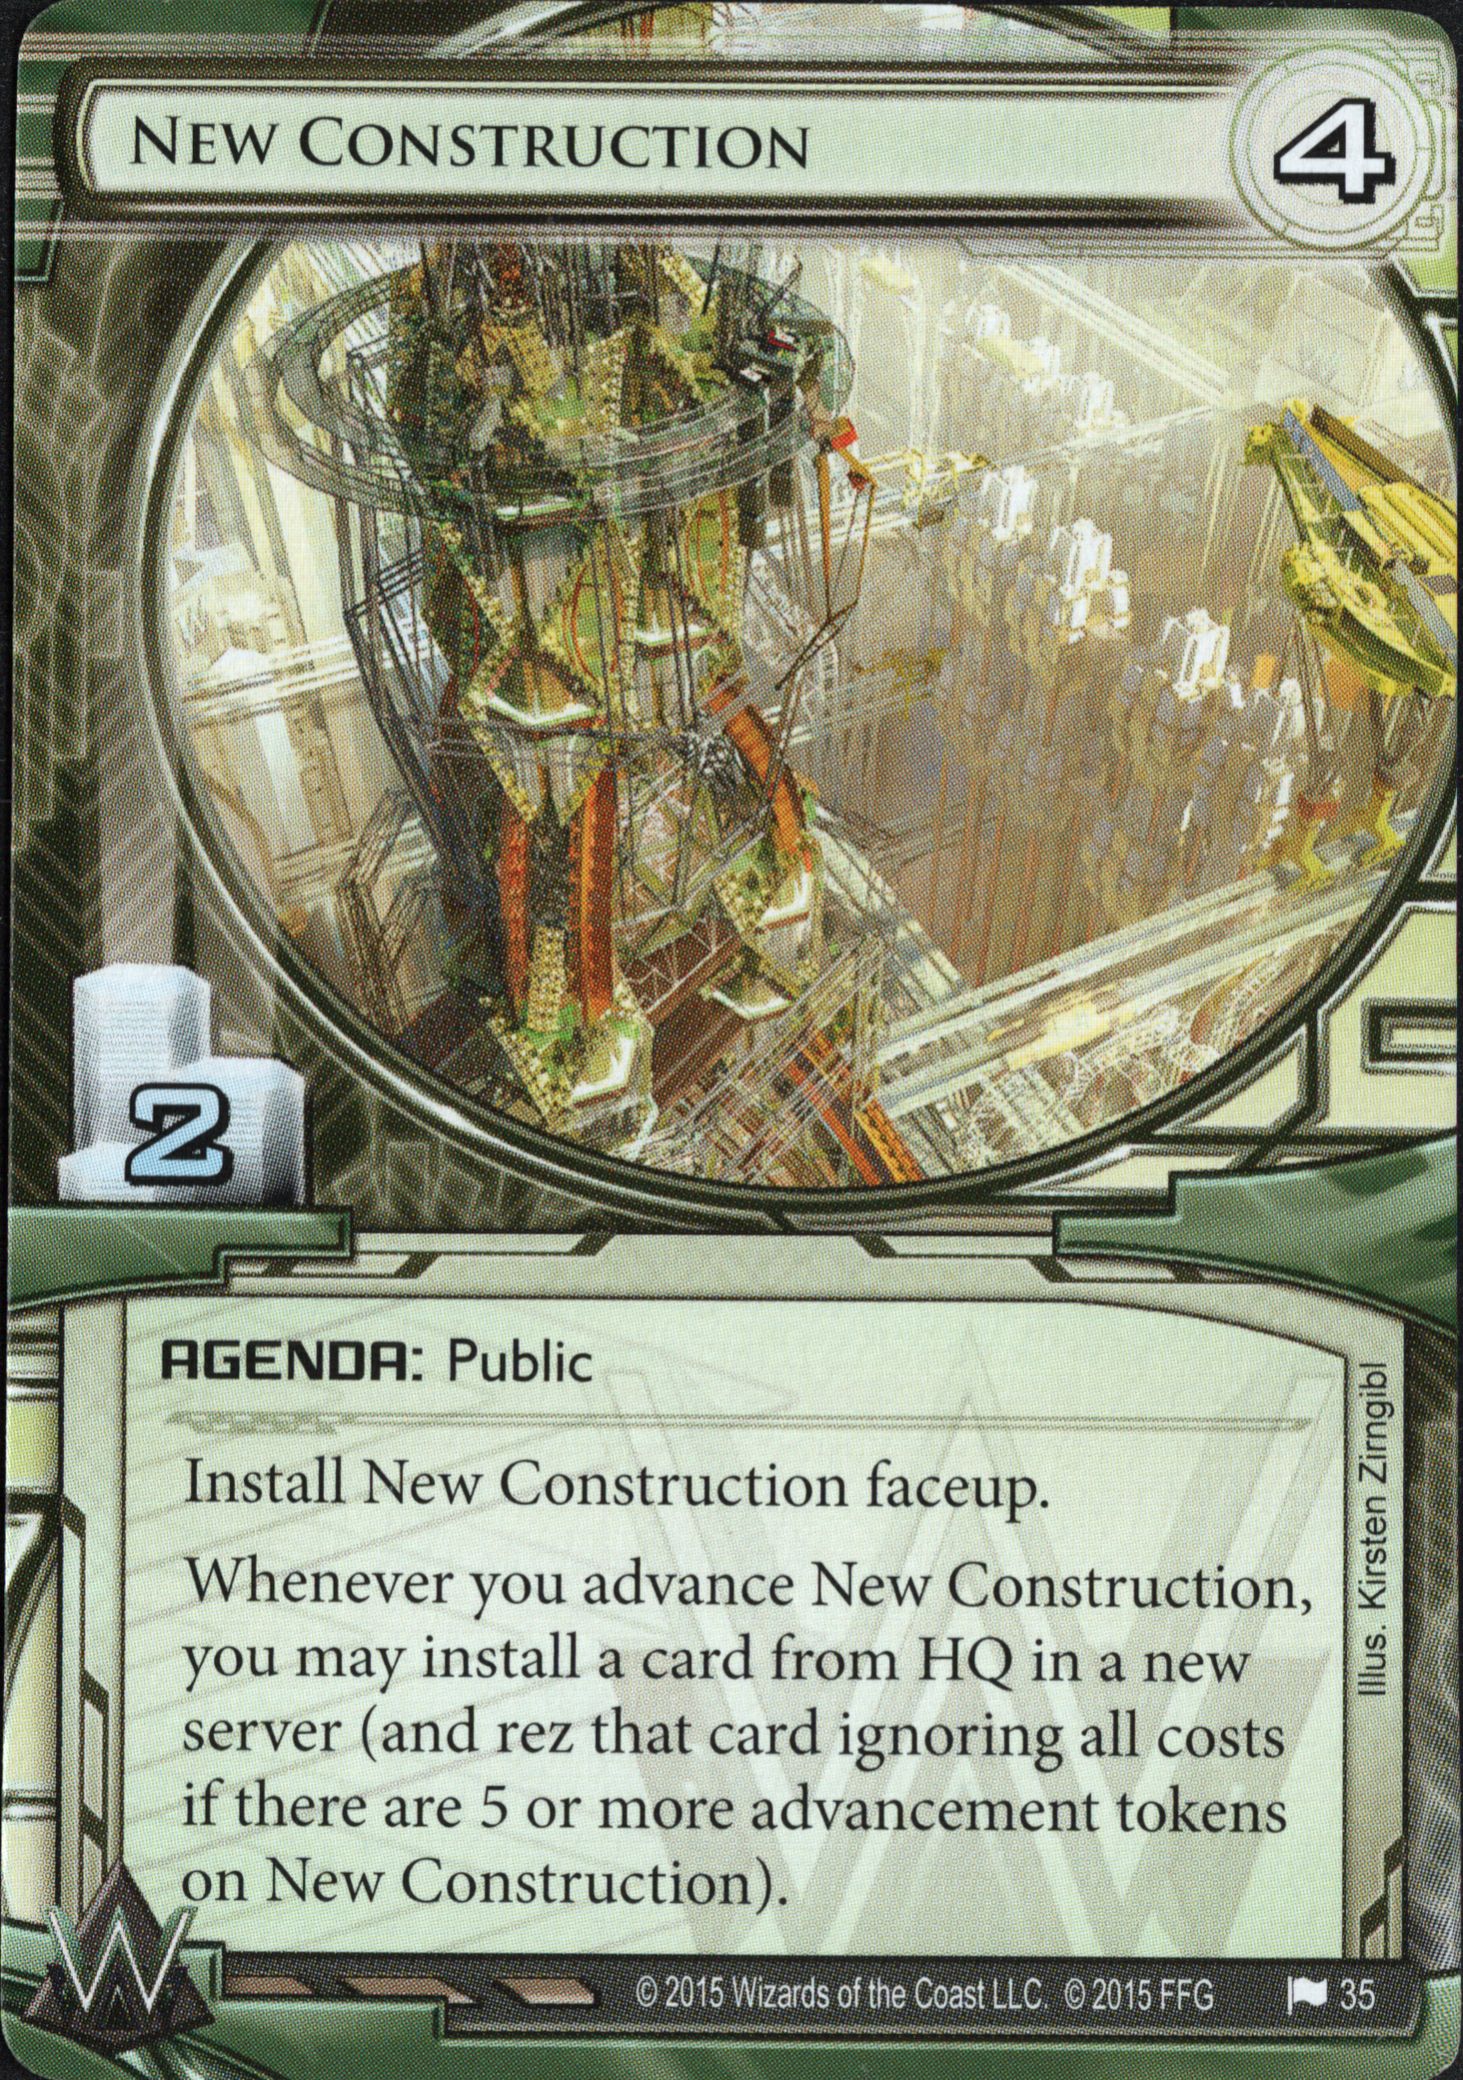 New Construction
4
2
AGENDA: Public
Install New Construction faceup.
Whenever you advance New Construction,
you may install a card from HQ in a new
server (and rez that card ignoring all costs
if there are 5 or more advancement tokens
on New Construction).
Illus. Kirsten Zirngibl
W
© 2015 Wizards of the Coast LLC. © 2015 FFG
35